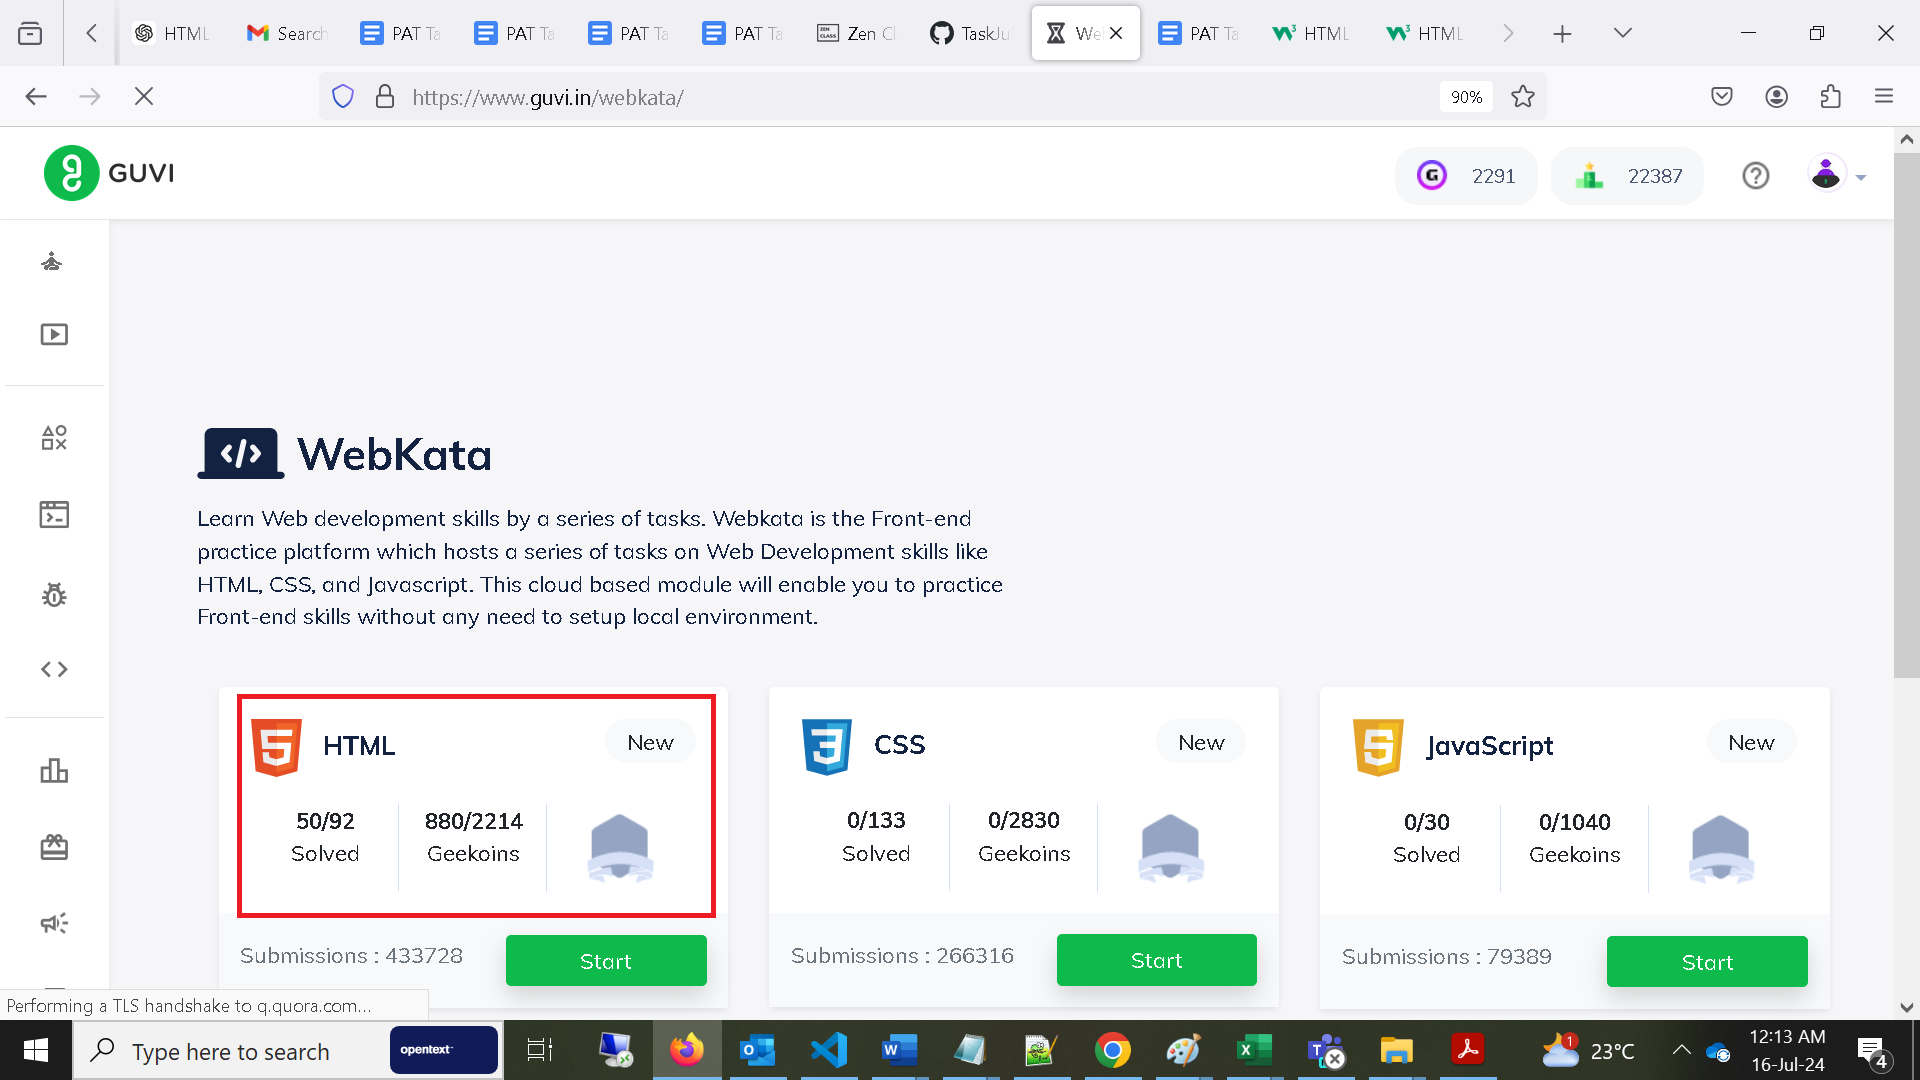 HTML
Search
PAT Ta
PAT Ta
PAT Ta
PAT Ta
ZEN CLASS
Zen Cl
TaskJu
We
PAT Ta
HTML
HTML
https://www.guvi.in/webkata/
90%
GUVI
G
2291
22387
WebKata
Learn Web development skills by a series of tasks. Webkata is the Front-end
practice platform which hosts a series of tasks on Web Development skills like
HTML, CSS, and Javascript. This cloud based module will enable you to practice
Front-end skills without any need to setup local environment.
HTML
New
50/92
Solved
880/2214
Geekoins
Submissions : 433728
Start
CSS
New
0/133
Solved
0/2830
Geekoins
Submissions : 266316
Start
JavaScript
New
0/30
Solved
0/1040
Geekoins
Submissions : 79389
Start
Performing a TLS handshake to q.quora.com...
Type here to search
opentext™
1
23°C
12:13 AM
16-Jul-24
4